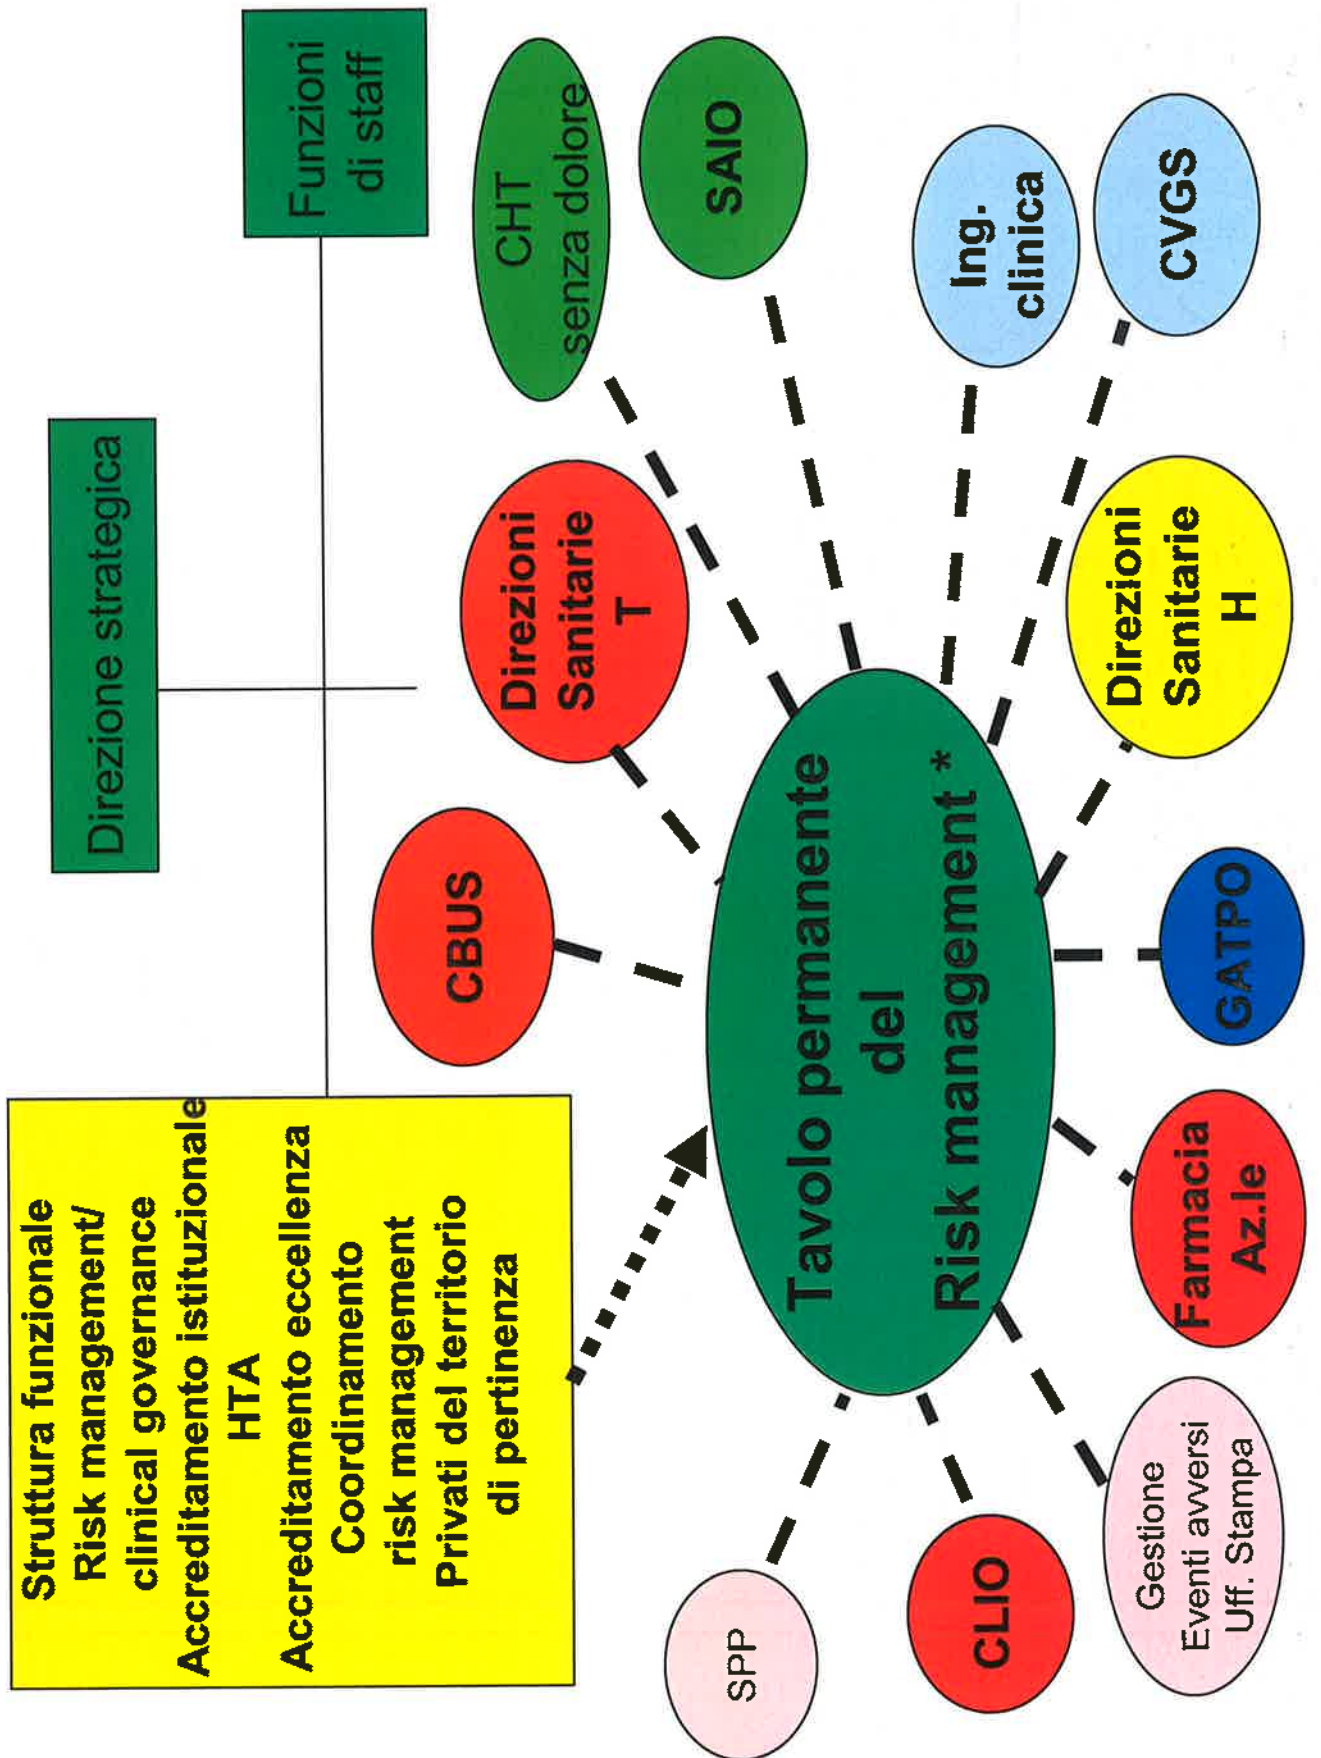 Direzione strategica
Funzioni
di staff
Struttura funzionale
Risk management/
clinical governance
Accreditamento istituzionale
HTA
Accreditamento eccellenza
Coordinamento
risk management
Privati del territorio
di pertinenza
CBUS
Direzioni
Sanitarie
T
CHT
senza dolore
SAIO
SPP
Tavolo permanente
del
Risk management *
Ing.
clinica
CLIO
CVGS
Gestione
Eventi avversi
Uff. Stampa
Farmacia
Az.le
GATPO
Direzioni
Sanitarie
H